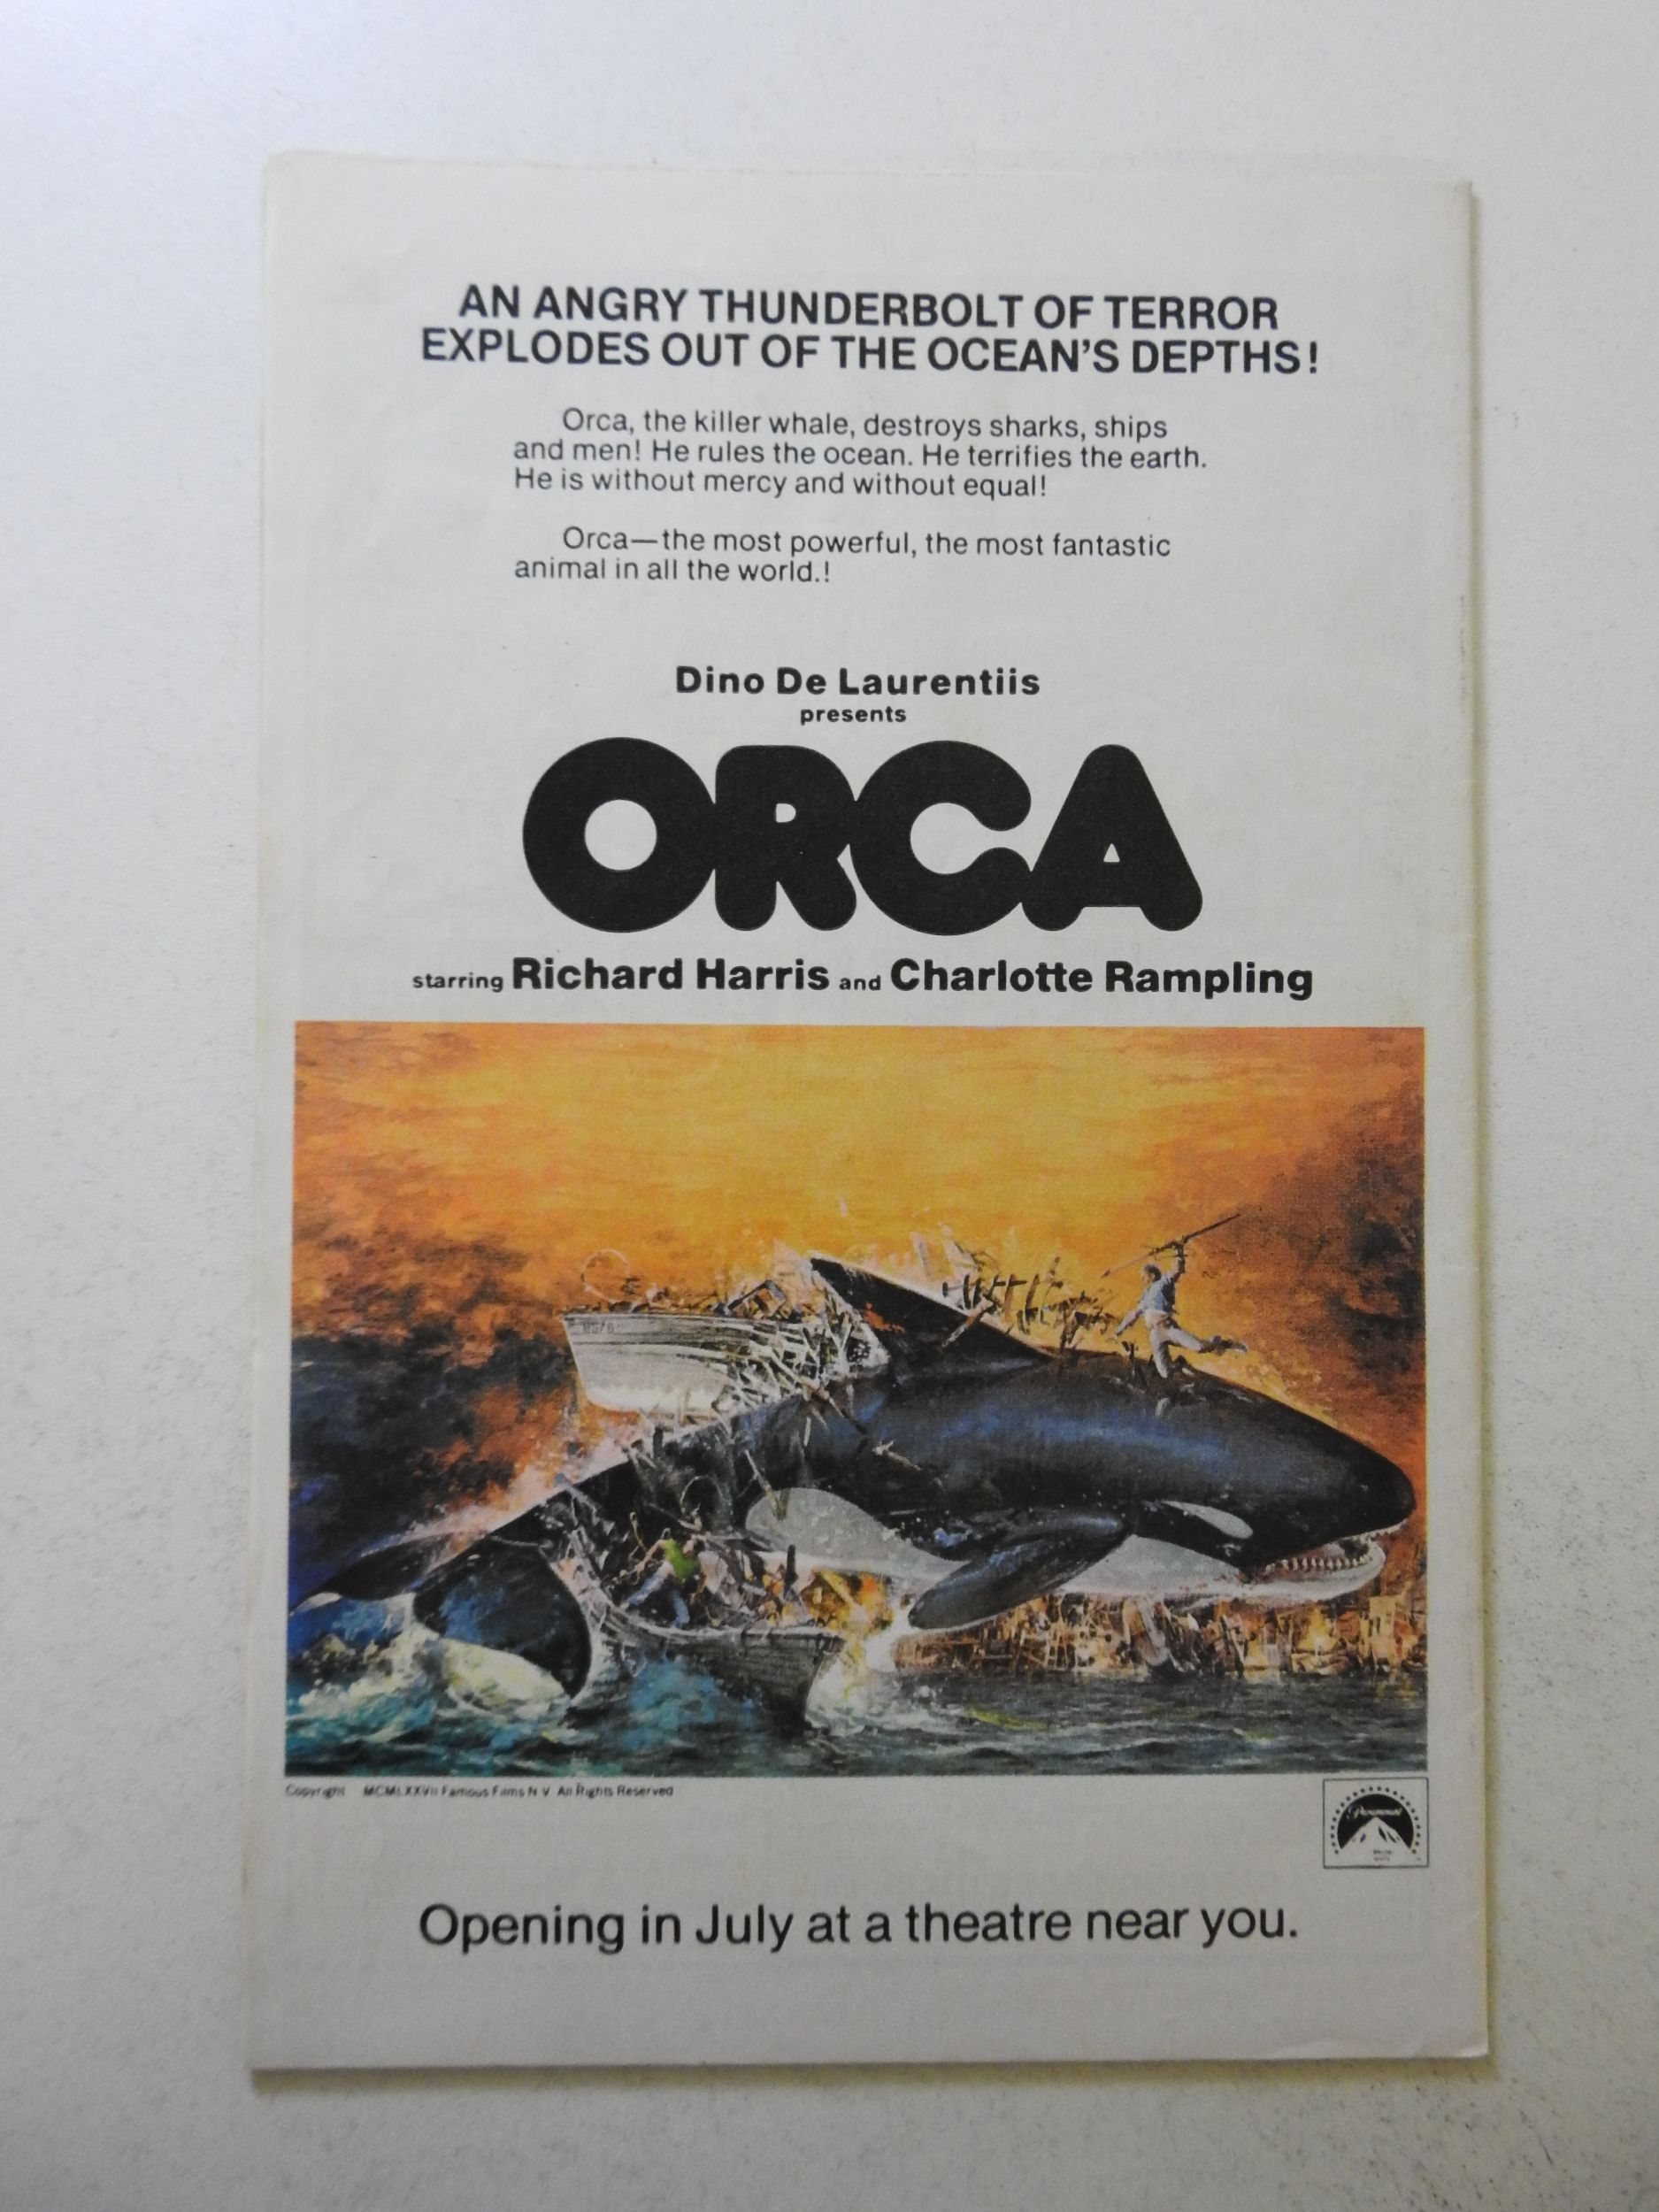 AN ANGRY THUNDERBOLT OF TERROR
EXPLODES OUT OF THE OCEAN'S DEPTHS!
Orca, the killer whale, destroys sharks, ships
and men! He rules the ocean. He terrifies the earth.
He is without mercy and without equal!
Orca—the most powerful, the most fantastic
animal in all the world.!
Dino De Laurentiis
presents
ORCA
starring Richard Harris and Charlotte Rampling
Copyright MCMLXXVII Famous Films N V All Rights Reserved
Paramount
Opening in July at a theatre near you.